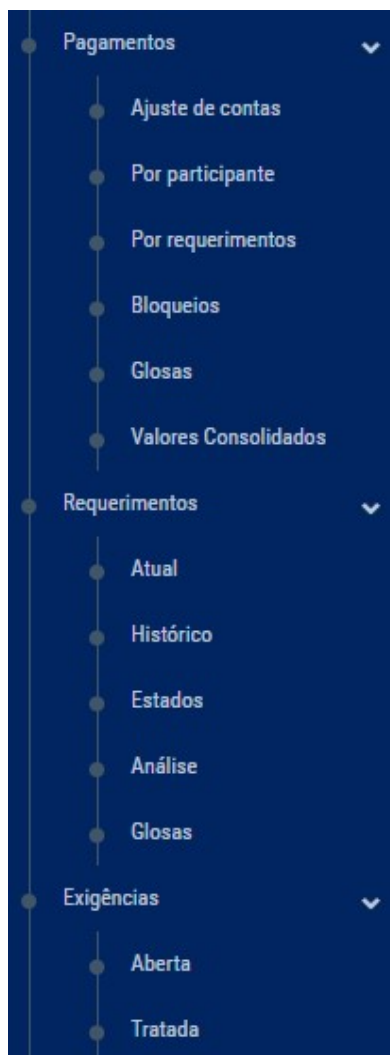 Pagamentos
Ajuste de contas
Por participante
Por requerimentos
Bloqueios
Glosas
Valores Consolidados
Requerimentos
Atual
Histórico
Estados
Análise
Glosas
Exigências
Aberta
Tratada